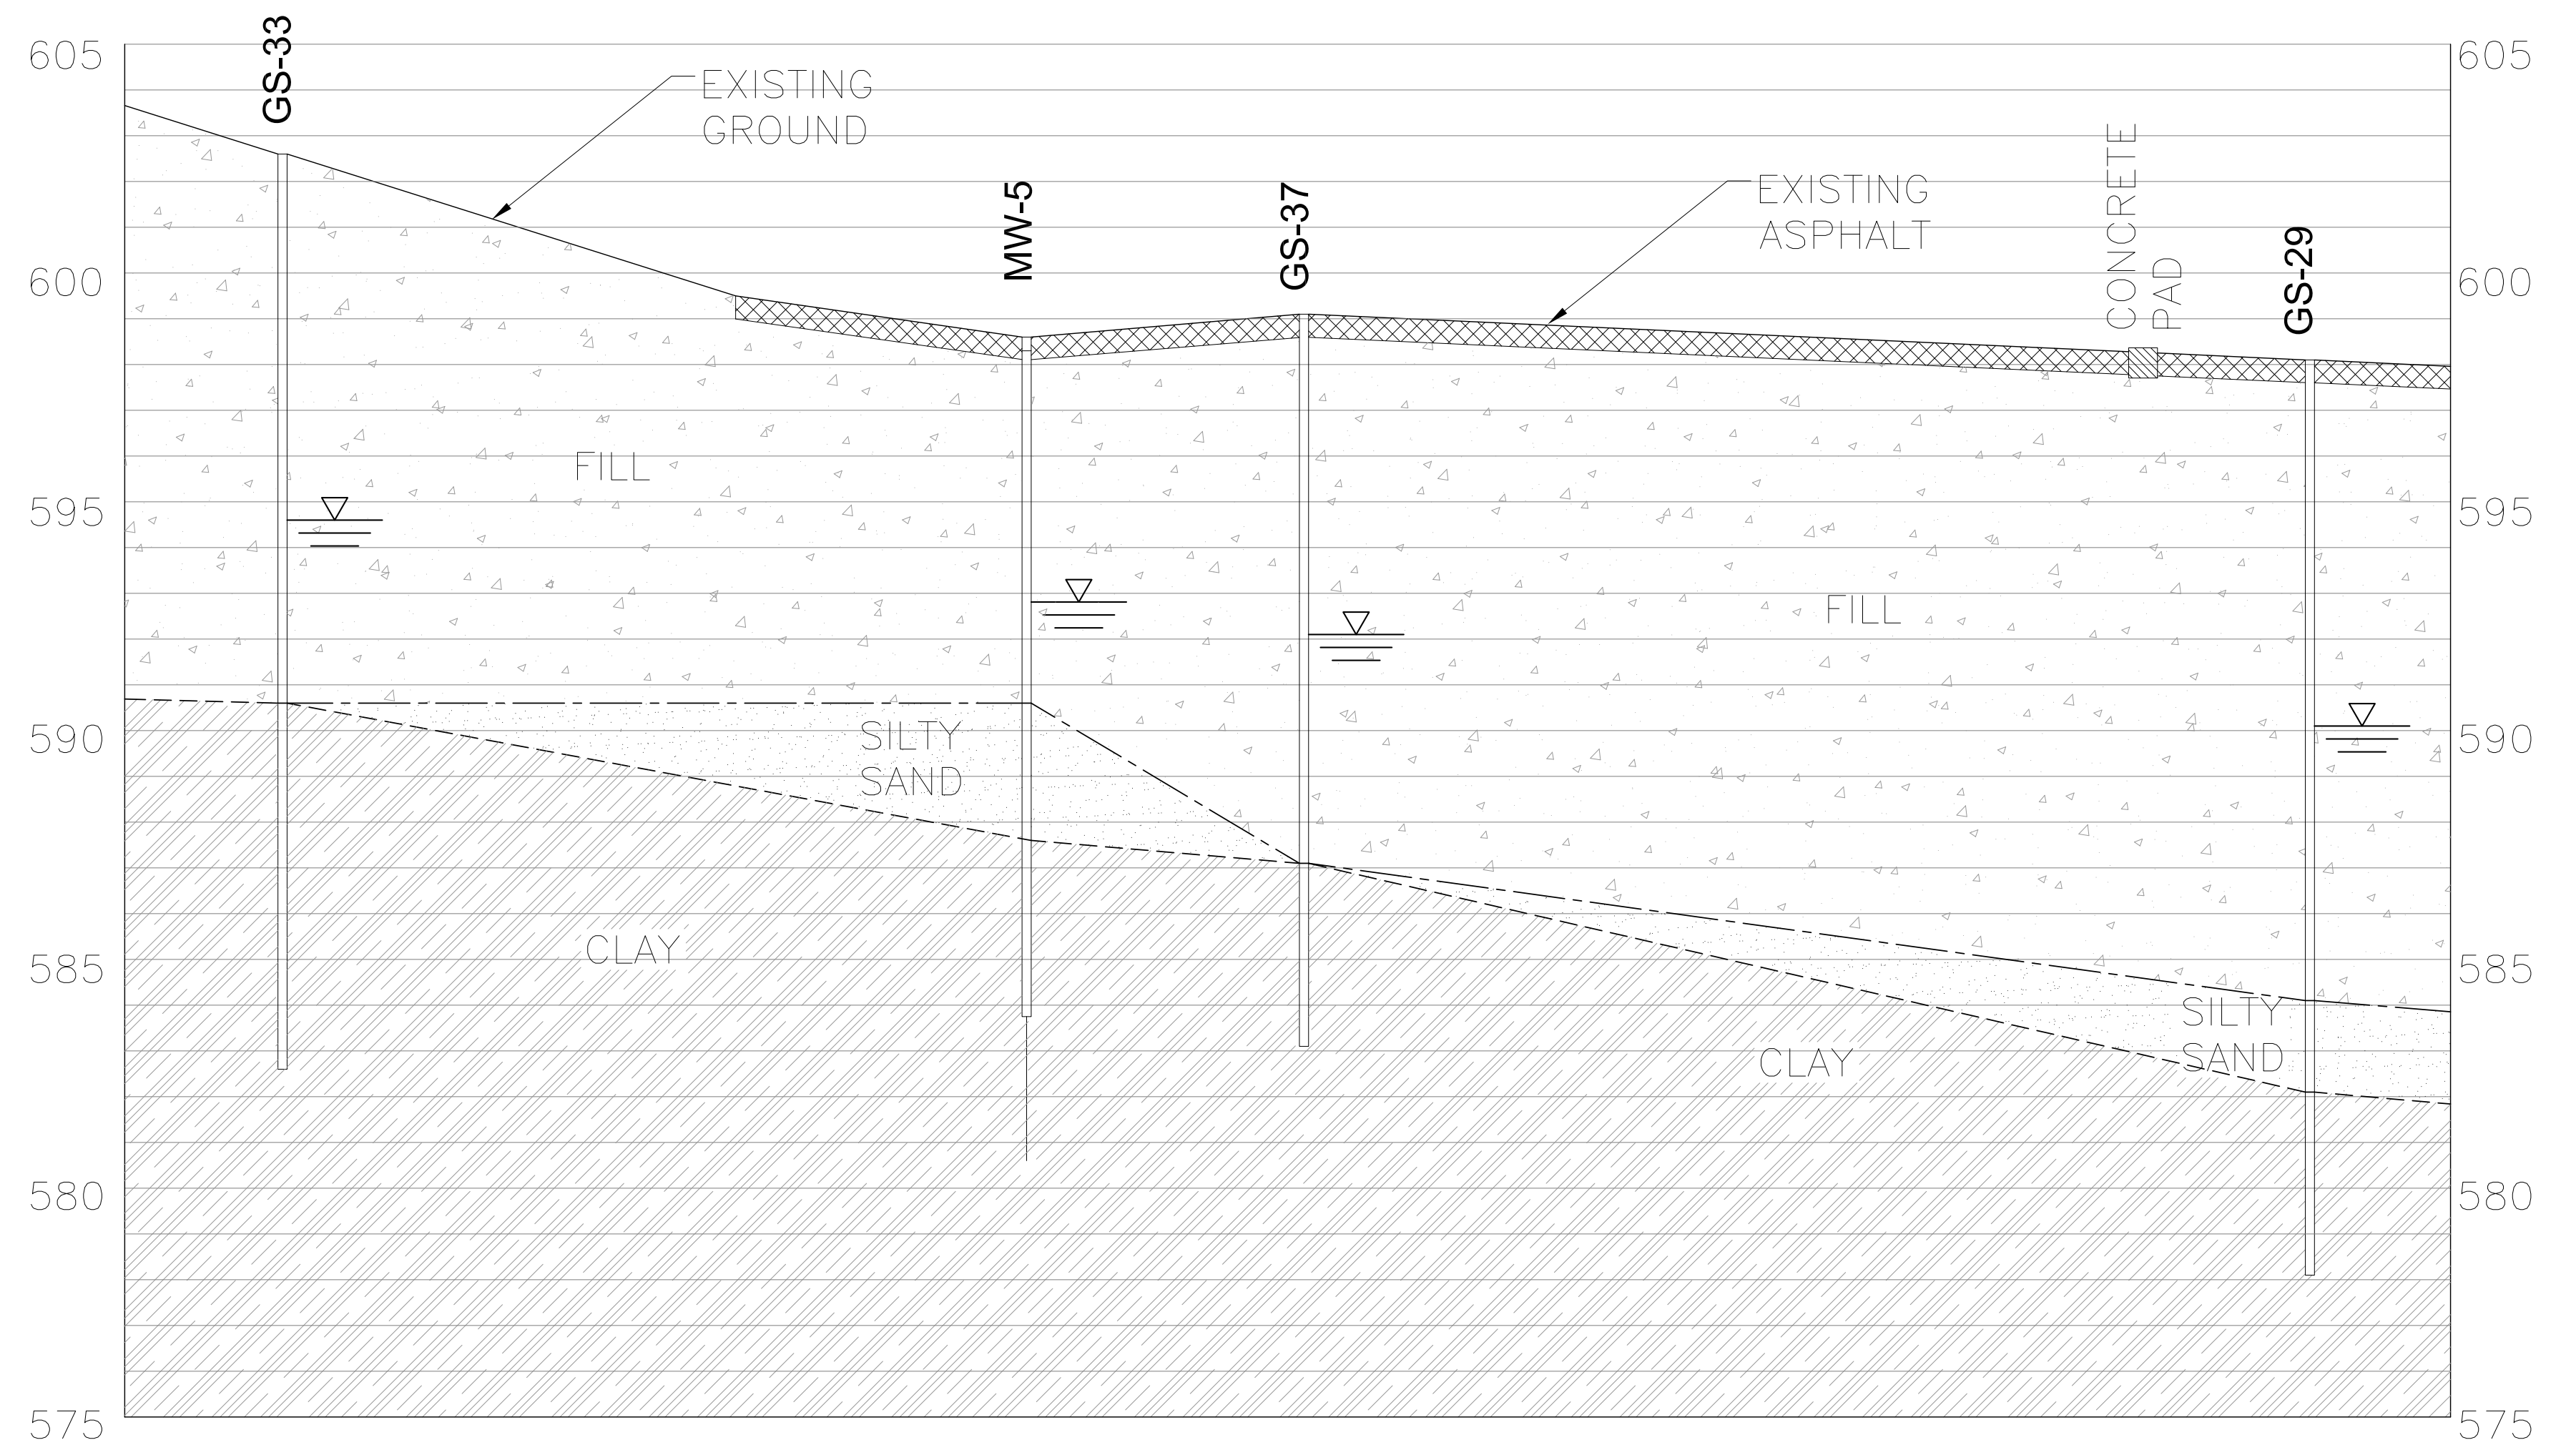 605
605
GS-33
EXISTING
GROUND
MW-5
GS-37
EXISTING
ASPHALT
CONCRETE
PAD
GS-29
600
600
FILL
595
595
FILL
590
SILTY
SAND
590
585
CLAY
585
SILTY
SAND
CLAY
580
580
575
575